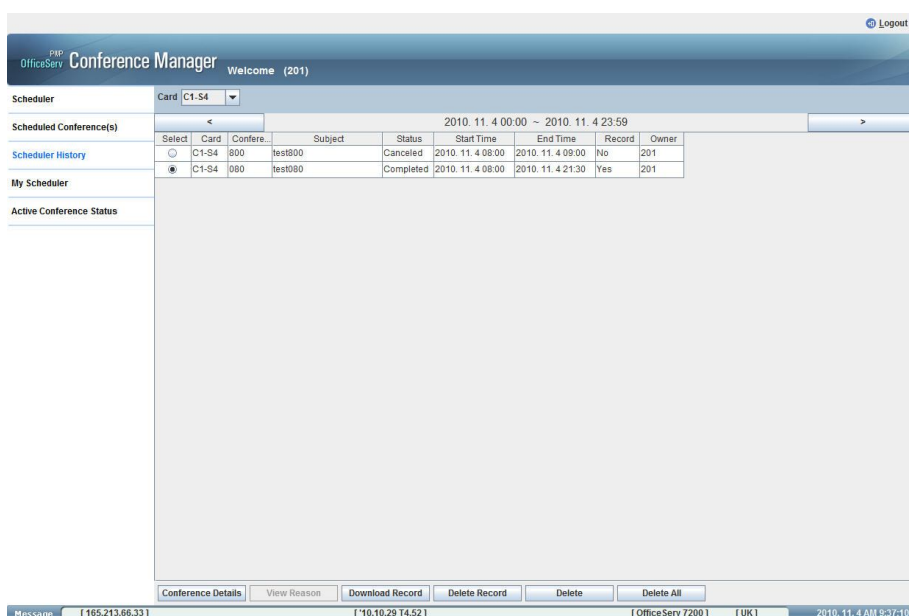 Logout
PWP
OfficeServ Conference Manager Welcome (201)
Scheduler
Scheduled Conference(s)
Scheduler History
My Scheduler
Active Conference Status
Card C1-S4
< 2010. 11. 4 00:00 ~ 2010. 11. 4 23:59 >
Select Card Confere... Subject Status Start Time End Time Record Owner
C1-S4 800 test800 Canceled 2010. 11. 4 08:00 2010. 11. 4 09:00 No 201
C1-S4 080 test080 Completed 2010. 11. 4 08:00 2010. 11. 4 21:30 Yes 201
Conference Details View Reason Download Record Delete Record Delete Delete All
Message [ 165.213.66.33 ] [ '10.10.29 T4.52 ] [ OfficeServ 7200 ] [ UK ] 2010. 11. 4 AM 9:37:10